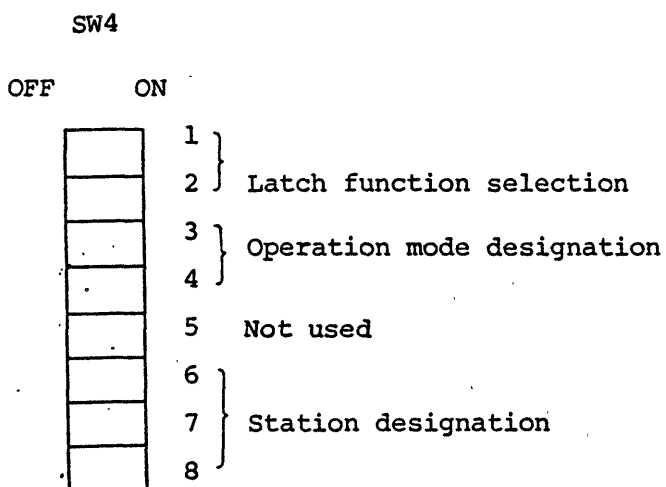 SW4
OFF ON
1
2 Latch function selection
3
Operation mode designation
4
5 Not used
6
7 Station designation
8